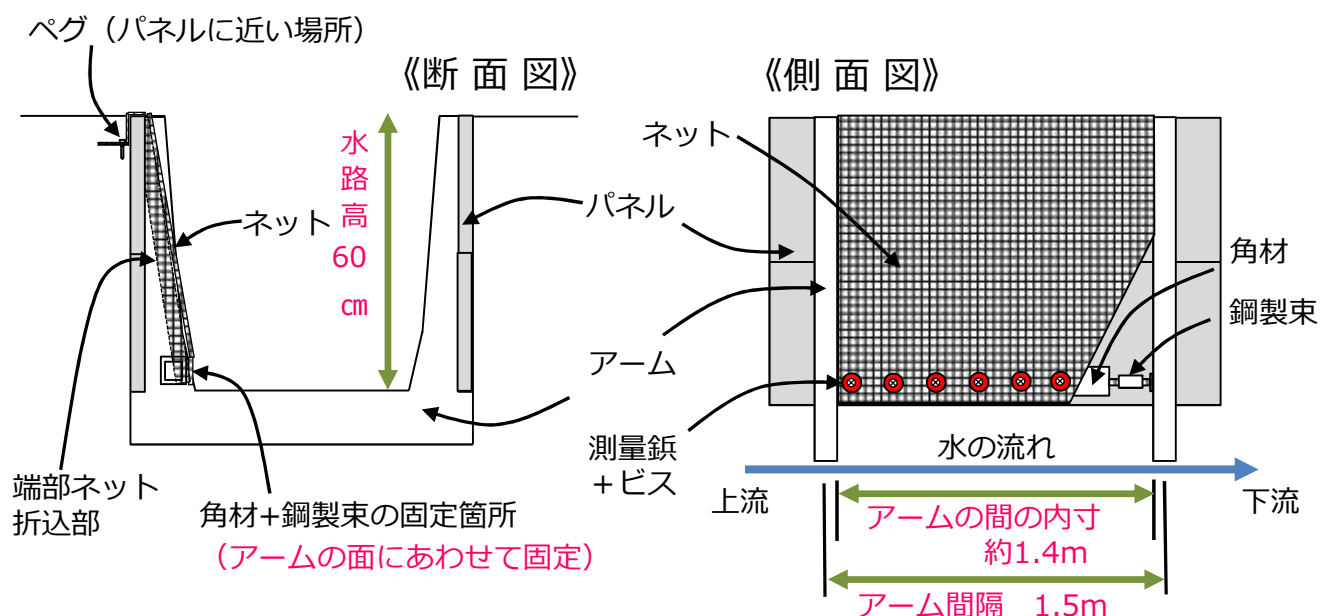 ペグ（パネルに近い場所）
《断 面 図》
水
路
高
60
㎝
ネット
パネル
端部ネット
折込部
角材+鋼製束の固定箇所
（アームの面にあわせて固定）
《側 面 図》
ネット
角材
鋼製束
アーム
測量鋲
＋ビス
水の流れ
上流
下流
アームの間の内寸
約1.4m
アーム間隔　1.5m